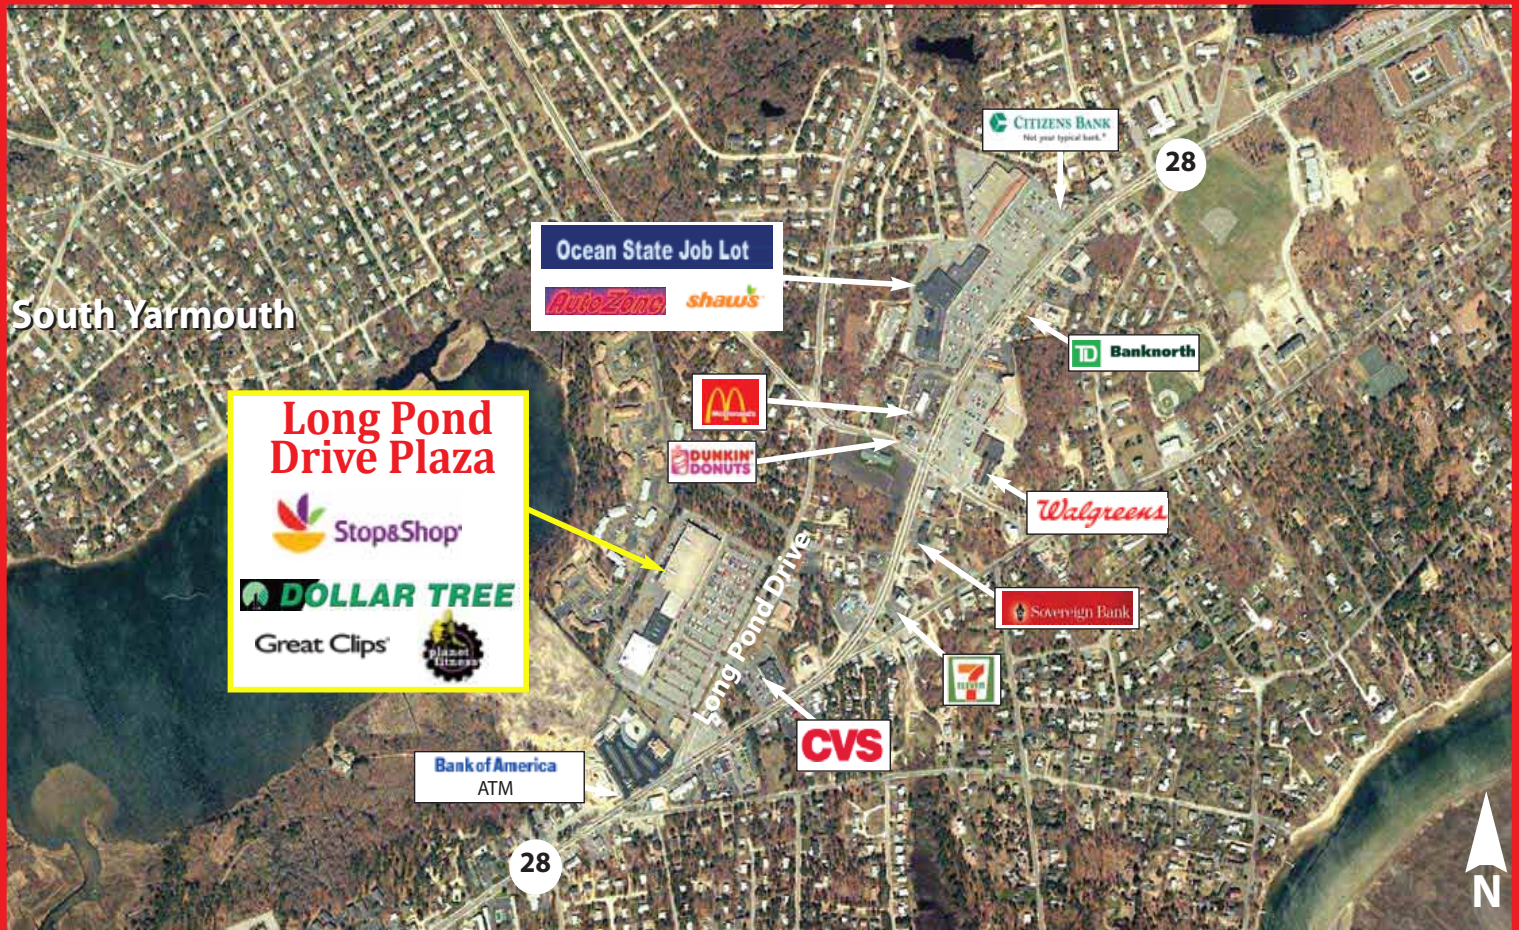 CITIZENS BANK
Not your typical bank.®
28
Ocean State Job Lot
AutoZone
shaw's
South Yarmouth
TD Banknorth
McDonald's
DUNKIN'
DONUTS
Long Pond
Drive Plaza
Stop&Shop®
DOLLAR TREE
Great Clips®
planet
fitness
Walgreens
Long Pond Drive
Sovereign Bank
7
ELEVEN
CVS
Bank of America
ATM
28
N